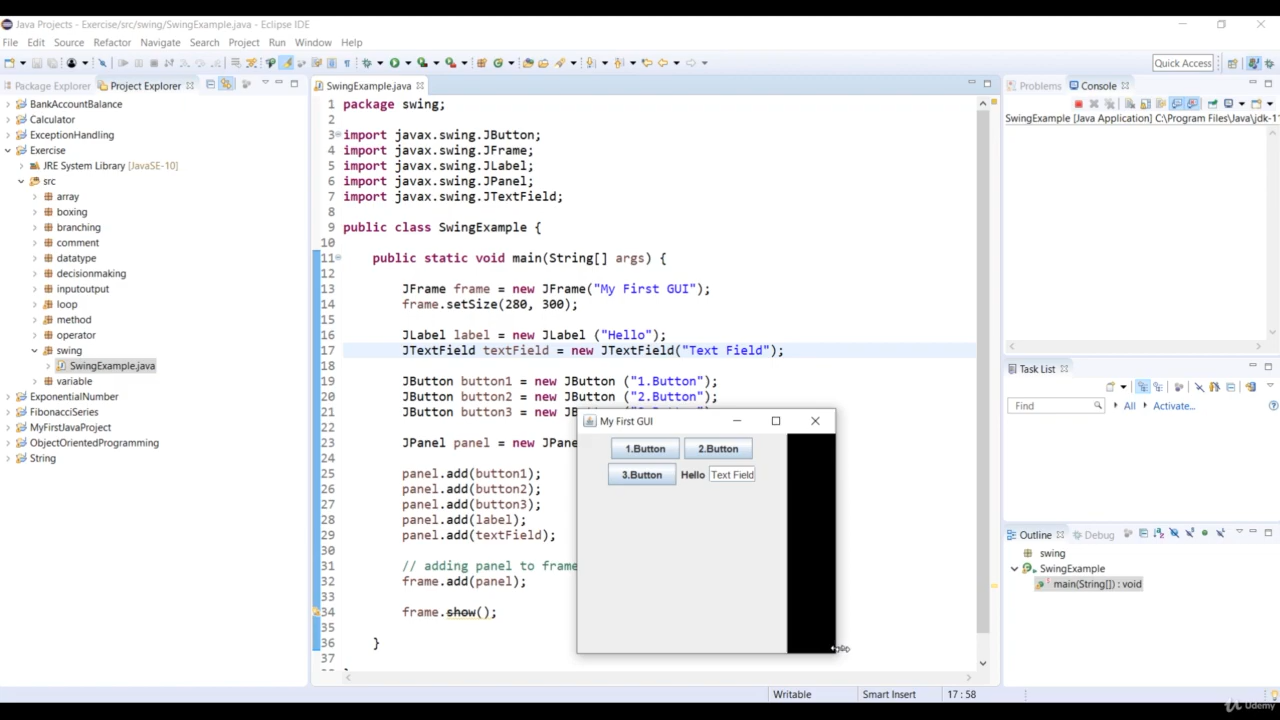 Java Projects - Exercise/src/swing/SwingExample.java - Eclipse IDE
File Edit Source Refactor Navigate Search Project Run Window Help
Quick Access
Package Explorer Project Explorer
BankAccountBalance
Calculator
ExceptionHandling
Exercise
JRE System Library [JavaSE-10]
src
array
boxing
branching
comment
datatype
decisionmaking
inputoutput
loop
method
operator
swing
SwingExample.java
variable
ExponentialNumber
FibonacciSeries
MyFirstJavaProject
ObjectOrientedProgramming
String
SwingExample.java
1 package swing;
2
3 import javax.swing.JButton;
4 import javax.swing.JFrame;
5 import javax.swing.JLabel;
6 import javax.swing.JPanel;
7 import javax.swing.JTextField;
8
9 public class SwingExample {
10
11 public static void main(String[] args) {
12
13 JFrame frame = new JFrame("My First GUI");
14 frame.setSize(280, 300);
15
16 JLabel label = new JLabel ("Hello");
17 JTextField textField = new JTextField("Text Field");
18
19 JButton button1 = new JButton ("1.Button");
20 JButton button2 = new JButton ("2.Button");
21 JButton button3 = new
22
23 JPanel panel = new
24
25 panel.add(button1);
26 panel.add(button2);
27 panel.add(button3);
28 panel.add(label);
29 panel.add(textField);
30
31 // adding panel to frame
32 frame.add(panel);
33
34 frame.show();
35
36 }
37
My First GUI
1.Button 2.Button
3.Button Hello Text Field
Problems Console
SwingExample [Java Application] C:\Program Files\Java\jdk-11
Task List
Find All Activate...
Outline Debug
swing
SwingExample
main(String[]) : void
Writable Smart Insert 17 : 58
Udemy